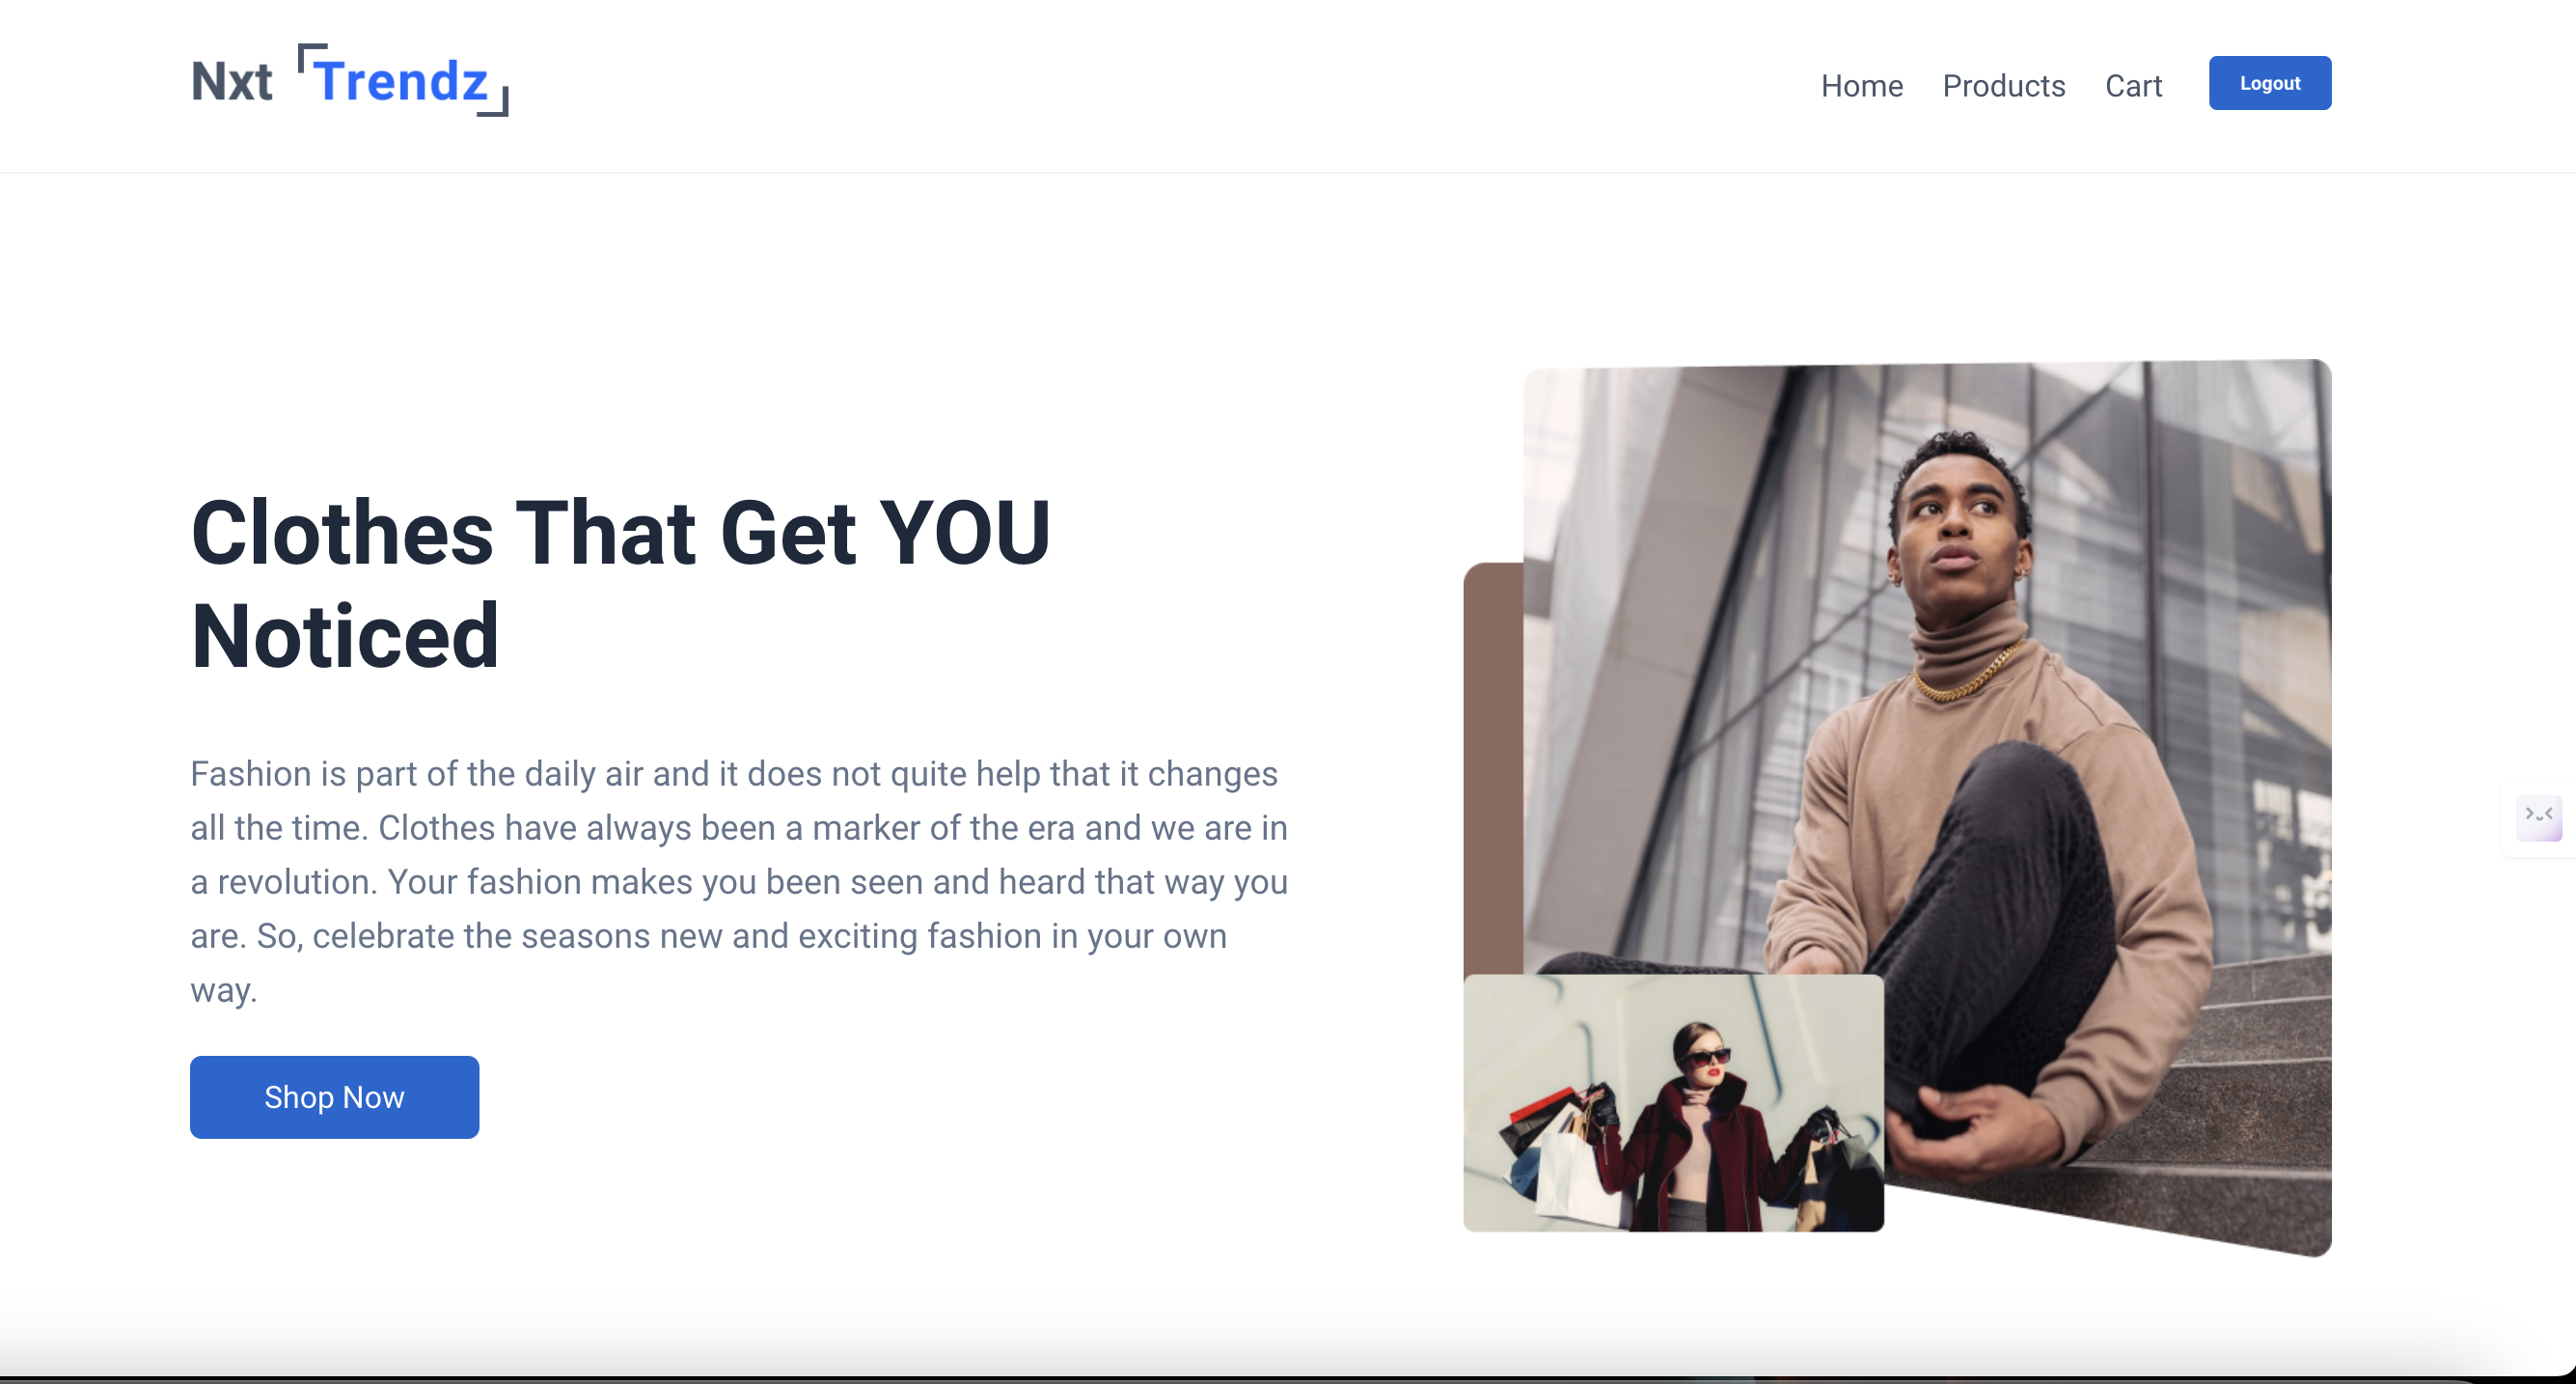 Nxt Trendz
Home Products Cart Logout
Clothes That Get YOU
Noticed
Fashion is part of the daily air and it does not quite help that it changes
all the time. Clothes have always been a marker of the era and we are in
a revolution. Your fashion makes you been seen and heard that way you
are. So, celebrate the seasons new and exciting fashion in your own
way.
Shop Now